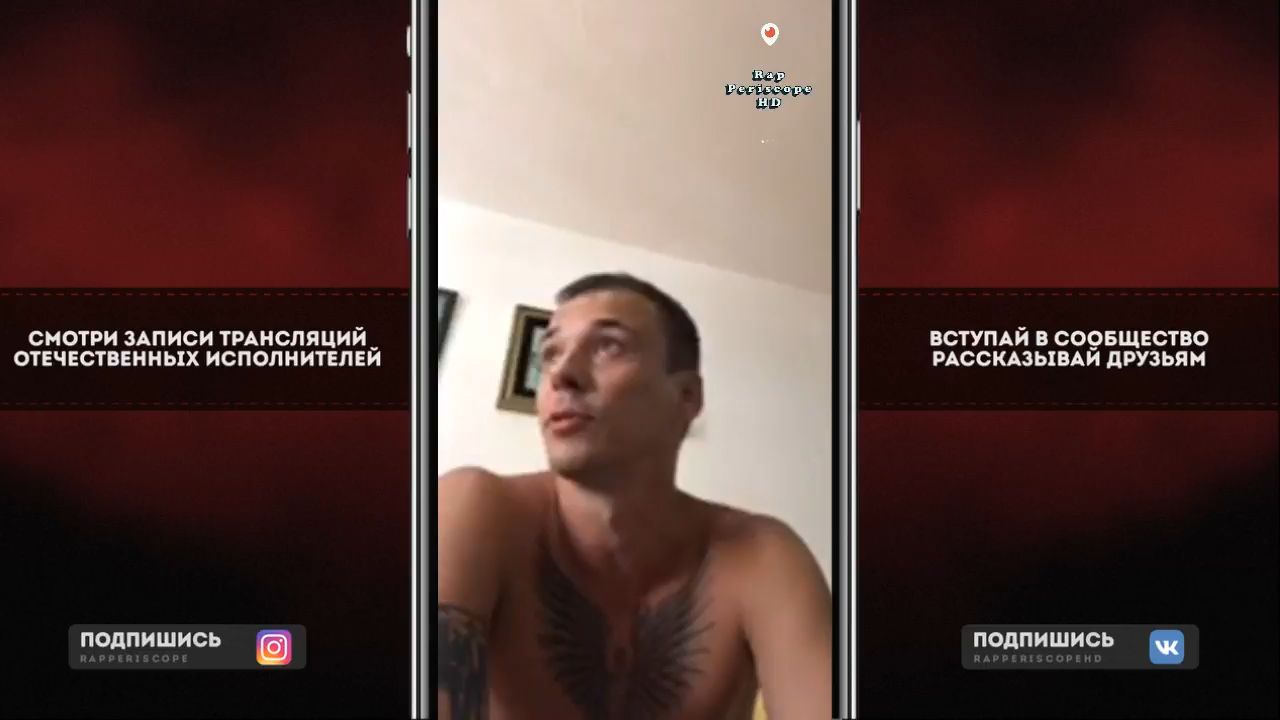 Rap
Periscope
HD
СМОТРИ ЗАПИСИ ТРАНСЛЯЦИЙ
ОТЕЧЕСТВЕННЫХ ИСПОЛНИТЕЛЕЙ
ВСТУПАЙ В СООБЩЕСТВО
РАССКАЗЫВАЙ ДРУЗЬЯМ
ПОДПИШИСЬ
RAPPERISCOPE
ПОДПИШИСЬ
RAPPERISCOPEHD